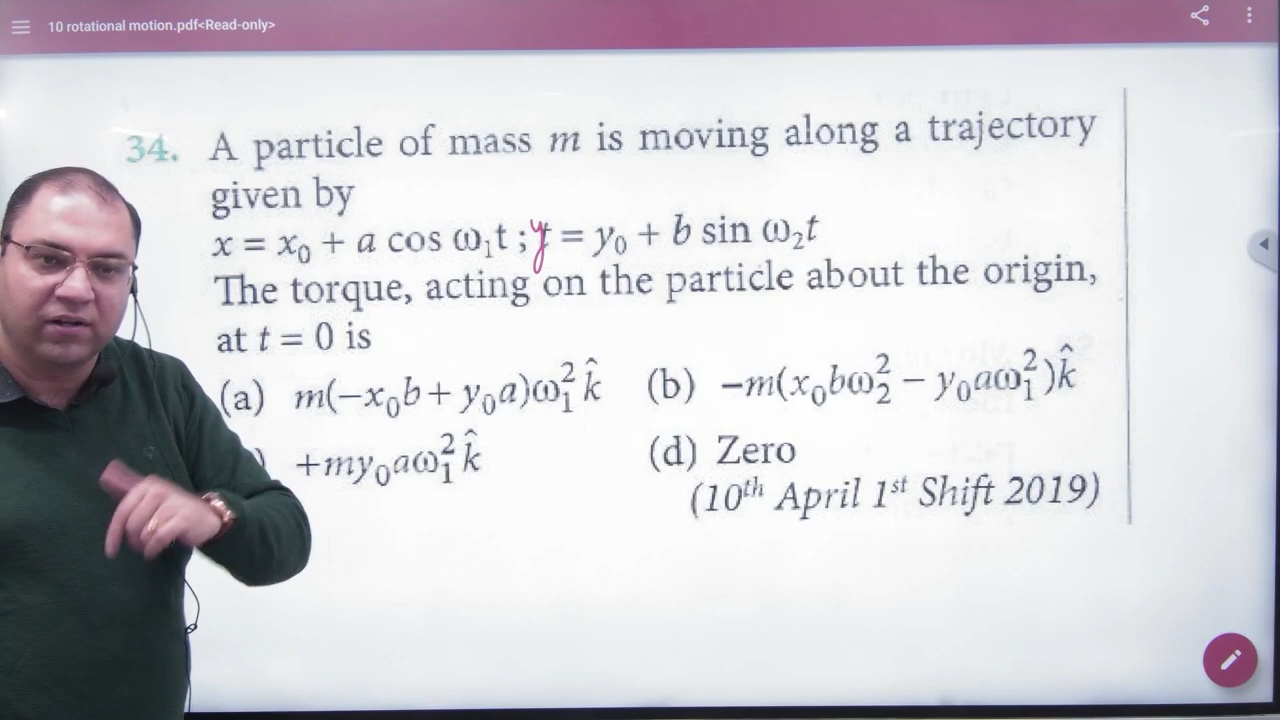 10 rotational motion.pdf<Read-only>
34. A particle of mass m is moving along a trajectory
given by
x = x₀ + a cos ω₁t ; y = y₀ + b sin ω₂t
The torque, acting on the particle about the origin,
at t = 0 is
(a) m(−x₀b + y₀a)ω₁² k̂ (b) −m(x₀bω₂² − y₀aω₁²)k̂
) +my₀aω₁² k̂ (d) Zero
(10th April 1st Shift 2019)